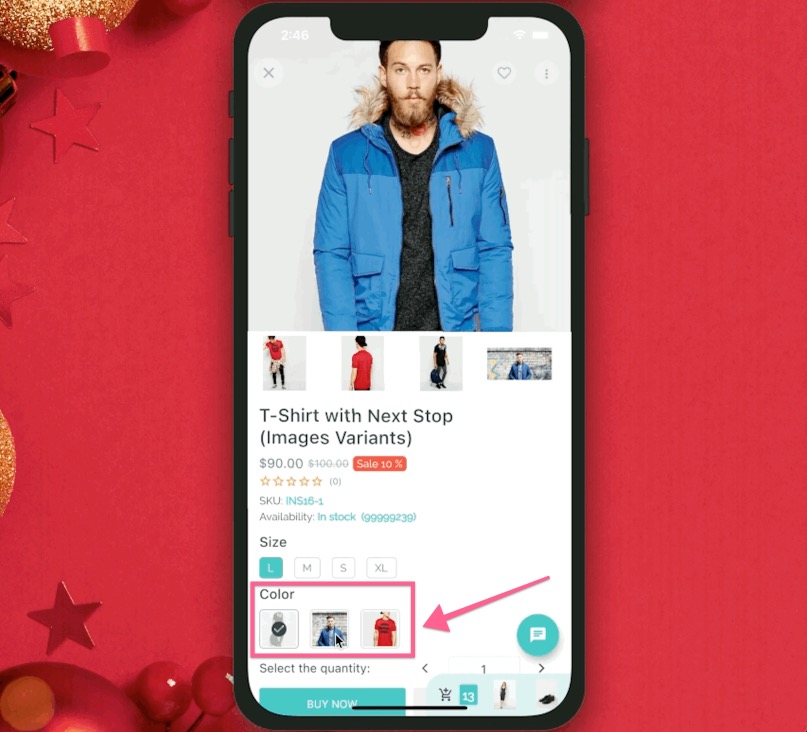 2:46
T-Shirt with Next Stop
(Images Variants)
$90.00 $100.00 Sale 10 %
(0)
SKU: INS16-1
Availability: In stock (99999239)
Size
L M S XL
Color
Select the quantity: 1
BUY NOW 13